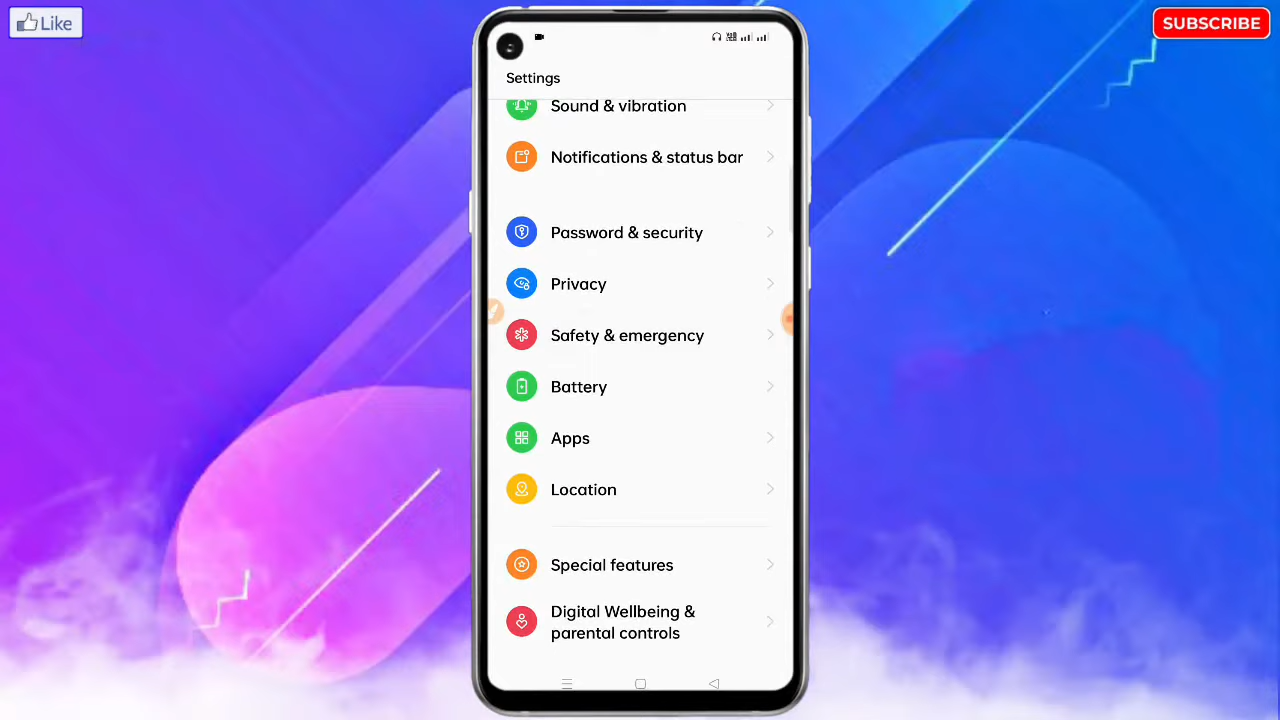 Like
SUBSCRIBE
Settings
Sound & vibration
Notifications & status bar
Password & security
Privacy
Safety & emergency
Battery
Apps
Location
Special features
Digital Wellbeing &
parental controls